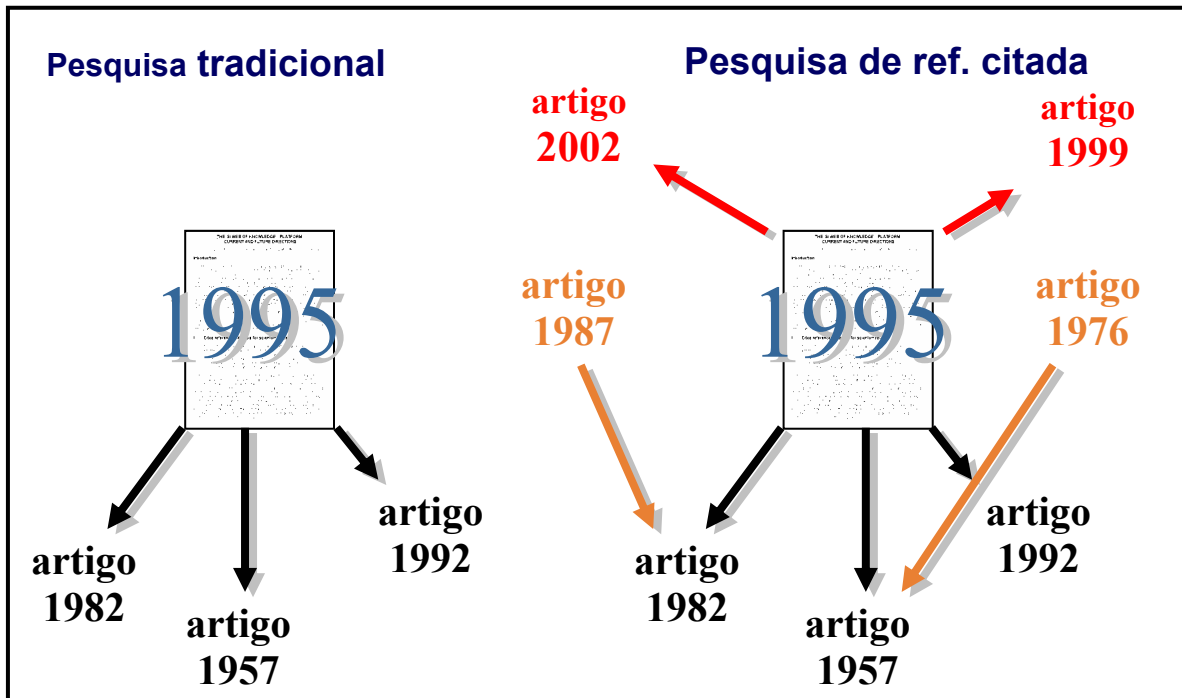 Pesquisa tradicional
1995
artigo
1982
artigo
1957
artigo
1992
Pesquisa de ref. citada
artigo
2002
artigo
1999
artigo
1987
1995
artigo
1976
artigo
1982
artigo
1957
artigo
1992